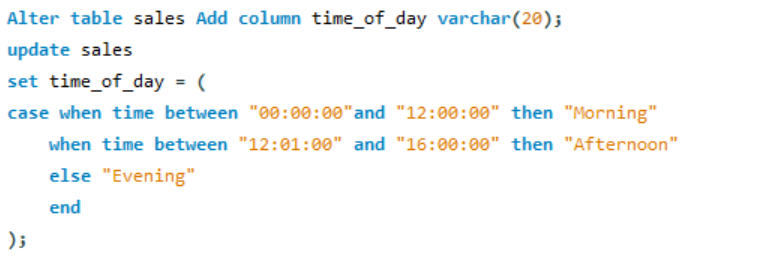 Alter table sales Add column time_of_day varchar(20);
update sales
set time_of_day = (
case when time between "00:00:00"and "12:00:00" then "Morning"
    when time between "12:01:00" and "16:00:00" then "Afternoon"
    else "Evening"
    end
);